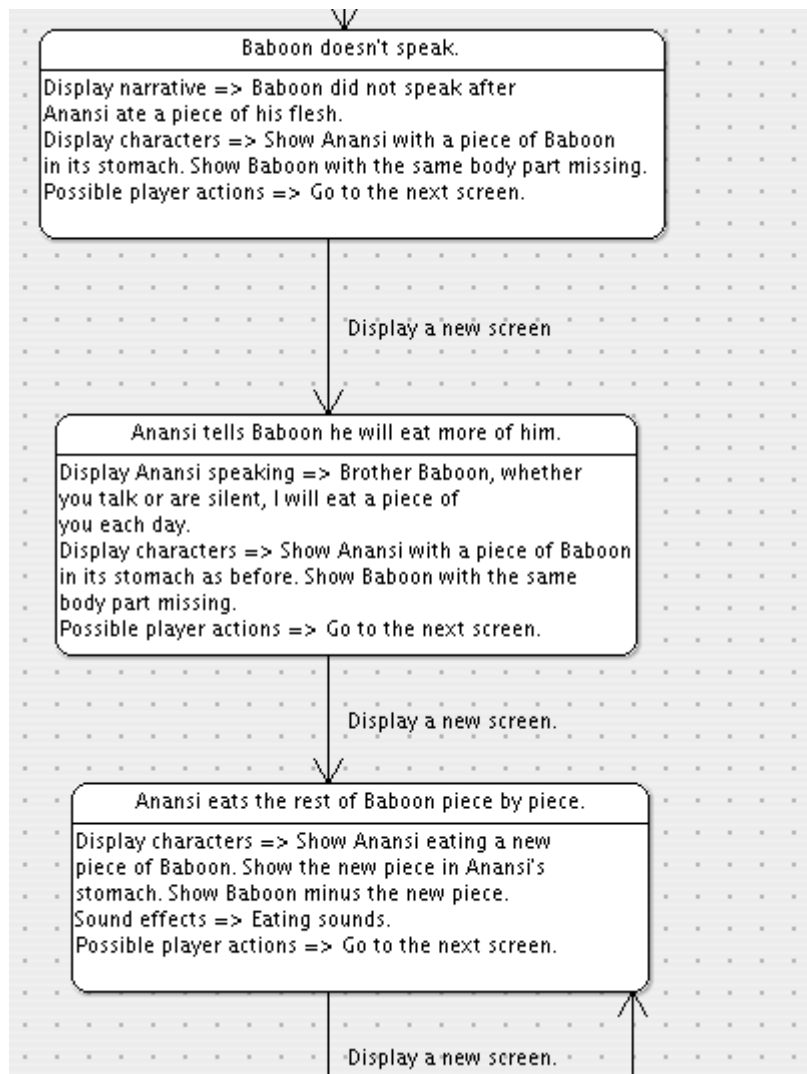 Baboon doesn't speak.
Display narrative => Baboon did not speak after
Anansi ate a piece of his flesh.
Display characters => Show Anansi with a piece of Baboon
in its stomach. Show Baboon with the same body part missing.
Possible player actions => Go to the next screen.
Display a new screen
Anansi tells Baboon he will eat more of him.
Display Anansi speaking => Brother Baboon, whether
you talk or are silent, I will eat a piece of
you each day.
Display characters => Show Anansi with a piece of Baboon
in its stomach as before. Show Baboon with the same
body part missing.
Possible player actions => Go to the next screen.
Display a new screen.
Anansi eats the rest of Baboon piece by piece.
Display characters => Show Anansi eating a new
piece of Baboon. Show the new piece in Anansi's
stomach. Show Baboon minus the new piece.
Sound effects => Eating sounds.
Possible player actions => Go to the next screen.
Display a new screen.